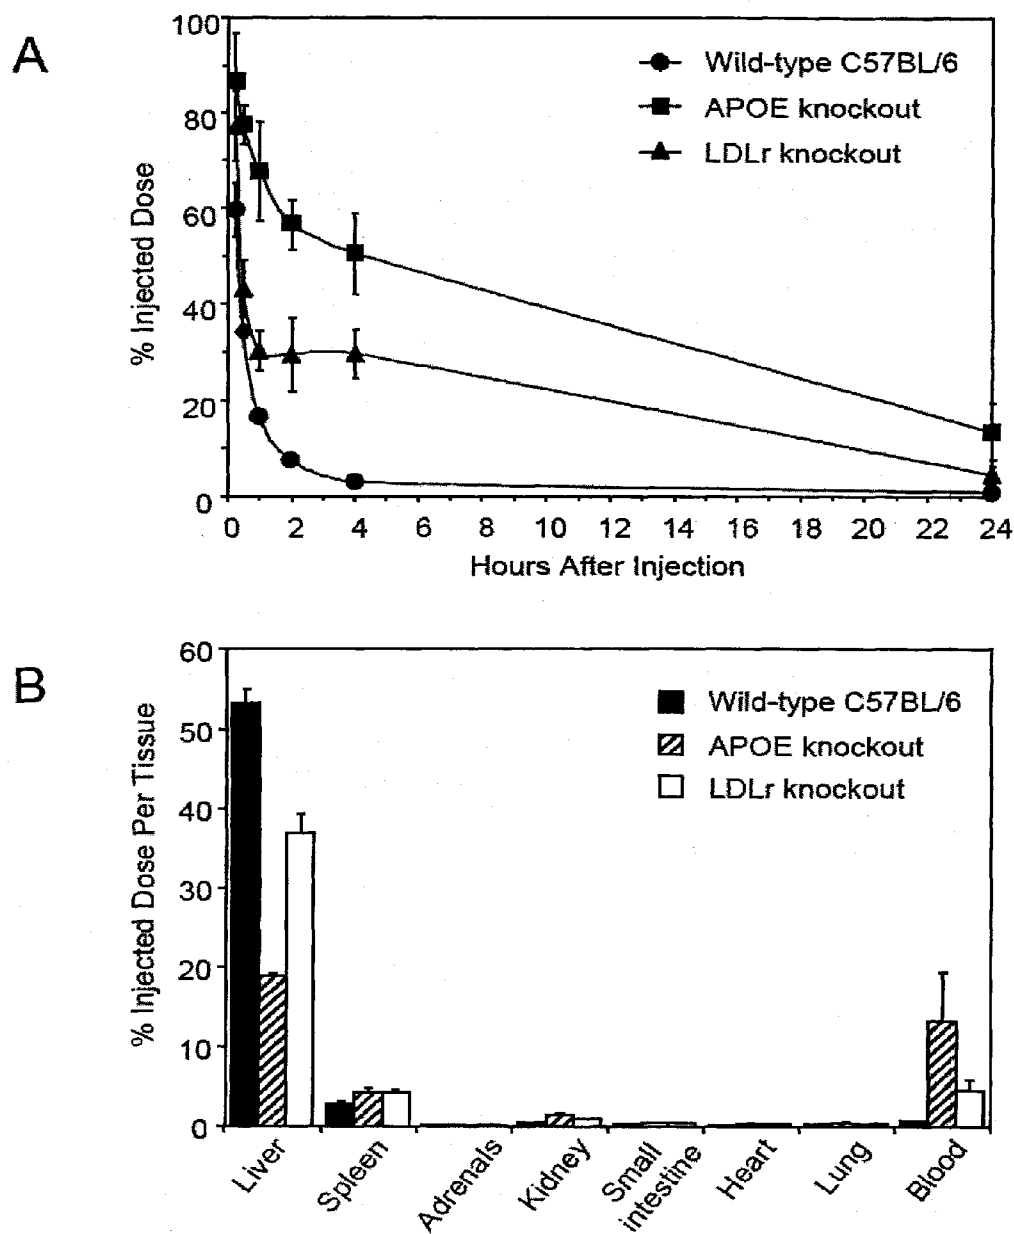 A
100
80
60
40
20
0
% Injected Dose
Wild-type C57BL/6
APOE knockout
LDLr knockout
0 2 4 6 8 10 12 14 16 18 20 22 24
Hours After Injection
B
60
50
40
30
20
10
0
% Injected Dose Per Tissue
Wild-type C57BL/6
APOE knockout
LDLr knockout
Liver
Spleen
Adrenals
Kidney
Small
intestine
Heart
Lung
Blood